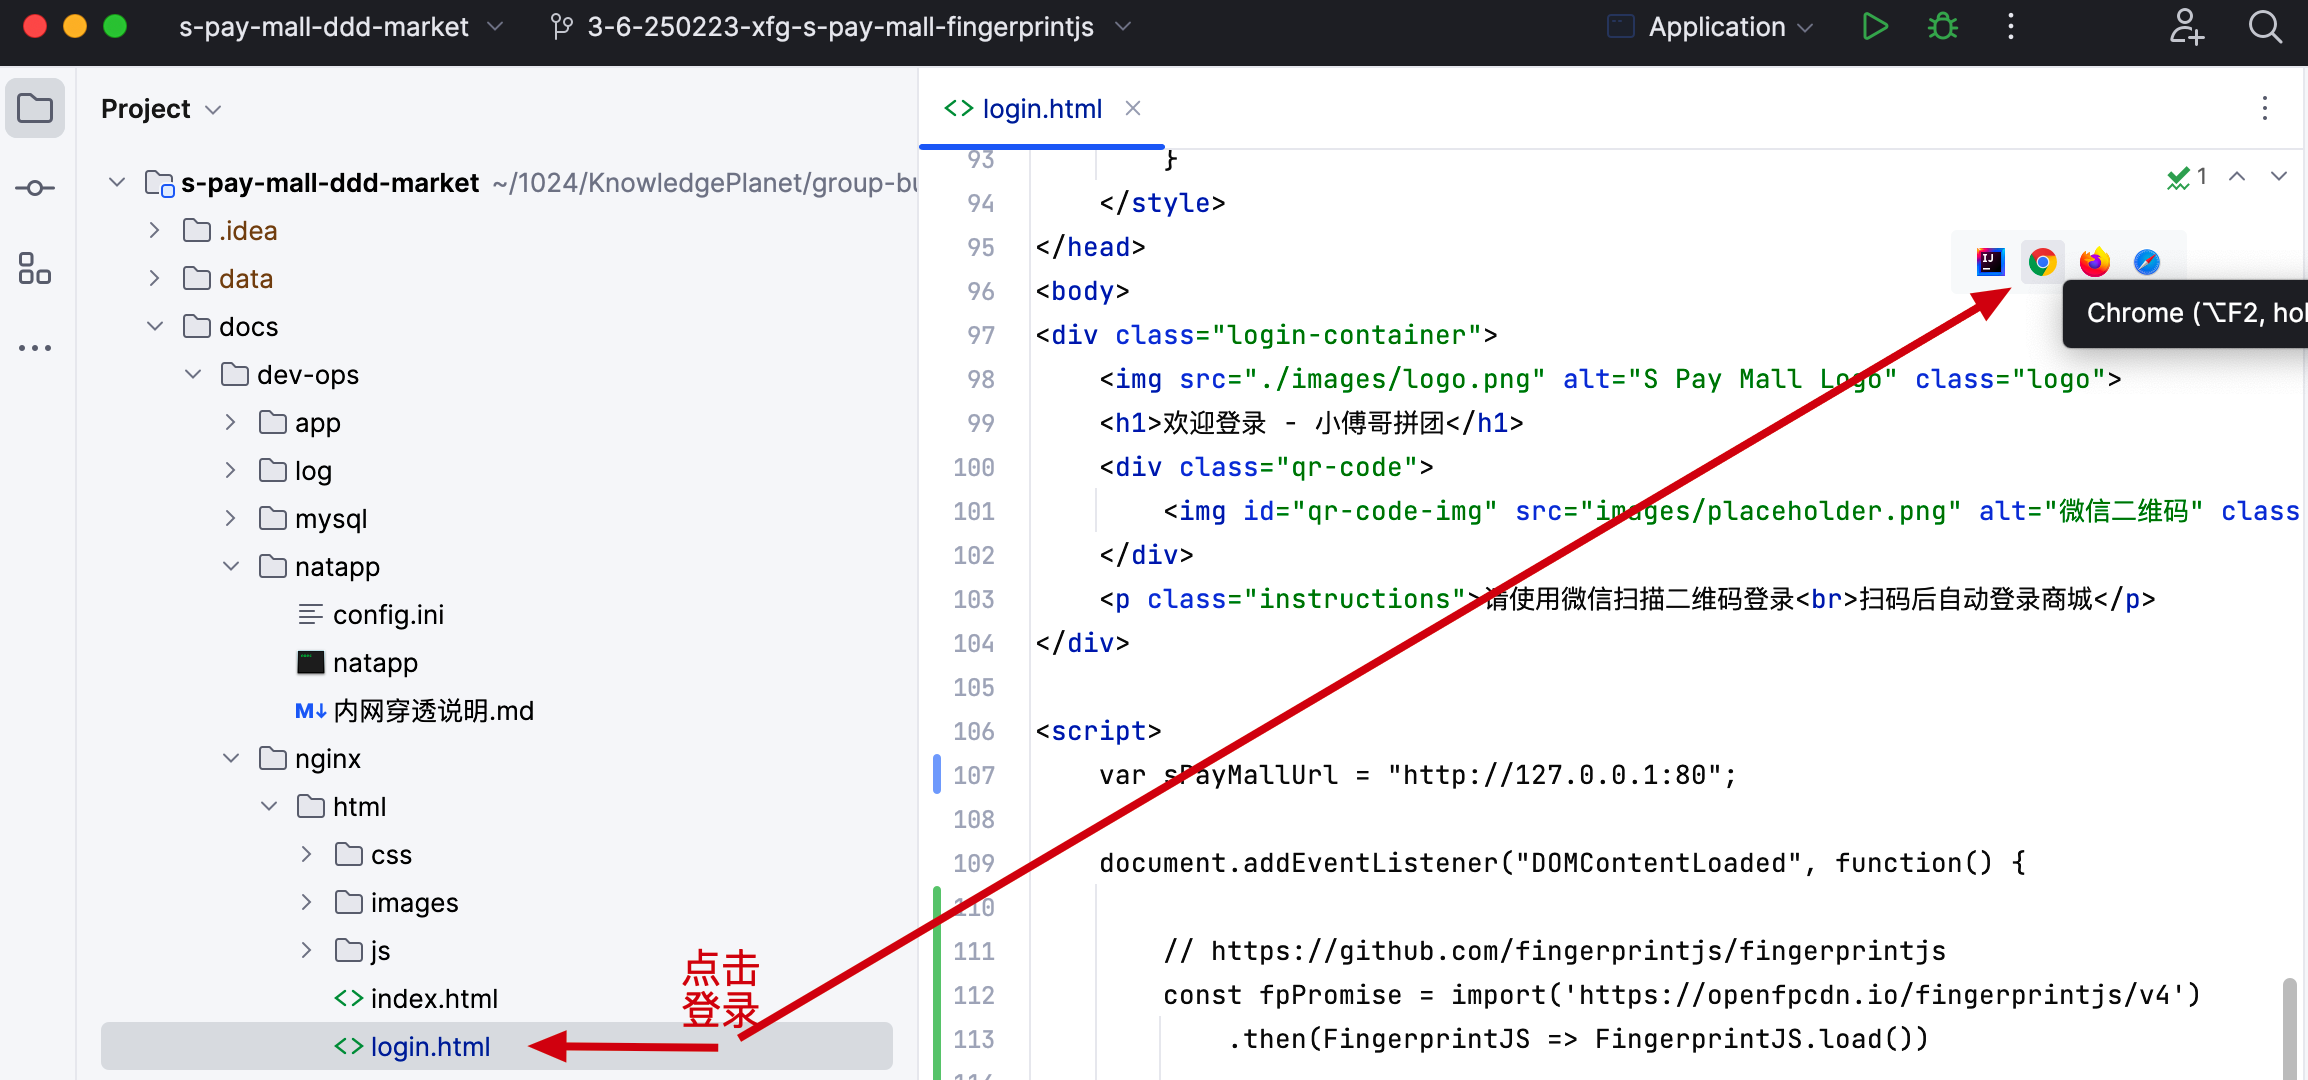 s-pay-mall-ddd-market
3-6-250223-xfg-s-pay-mall-fingerprintjs
Application
Project
s-pay-mall-ddd-market ~/1024/KnowledgePlanet/group-bu
.idea
data
docs
dev-ops
app
log
mysql
natapp
config.ini
natapp
M↓ 内网穿透说明.md
nginx
html
css
images
js
index.html
login.html
点击
登录
login.html
1
Chrome (⌥F2, hol
93 }
94 </style>
95 </head>
96 <body>
97 <div class="login-container">
98 <img src="./images/logo.png" alt="S Pay Mall Logo" class="logo">
99 <h1>欢迎登录 - 小傅哥拼团</h1>
100 <div class="qr-code">
101 <img id="qr-code-img" src="images/placeholder.png" alt="微信二维码" class
102 </div>
103 <p class="instructions">请使用微信扫描二维码登录<br>扫码后自动登录商城</p>
104 </div>
105
106 <script>
107 var sPayMallUrl = "http://127.0.0.1:80";
108
109 document.addEventListener("DOMContentLoaded", function() {
110
111 // https://github.com/fingerprintjs/fingerprintjs
112 const fpPromise = import('https://openfpcdn.io/fingerprintjs/v4')
113 .then(FingerprintJS => FingerprintJS.load())